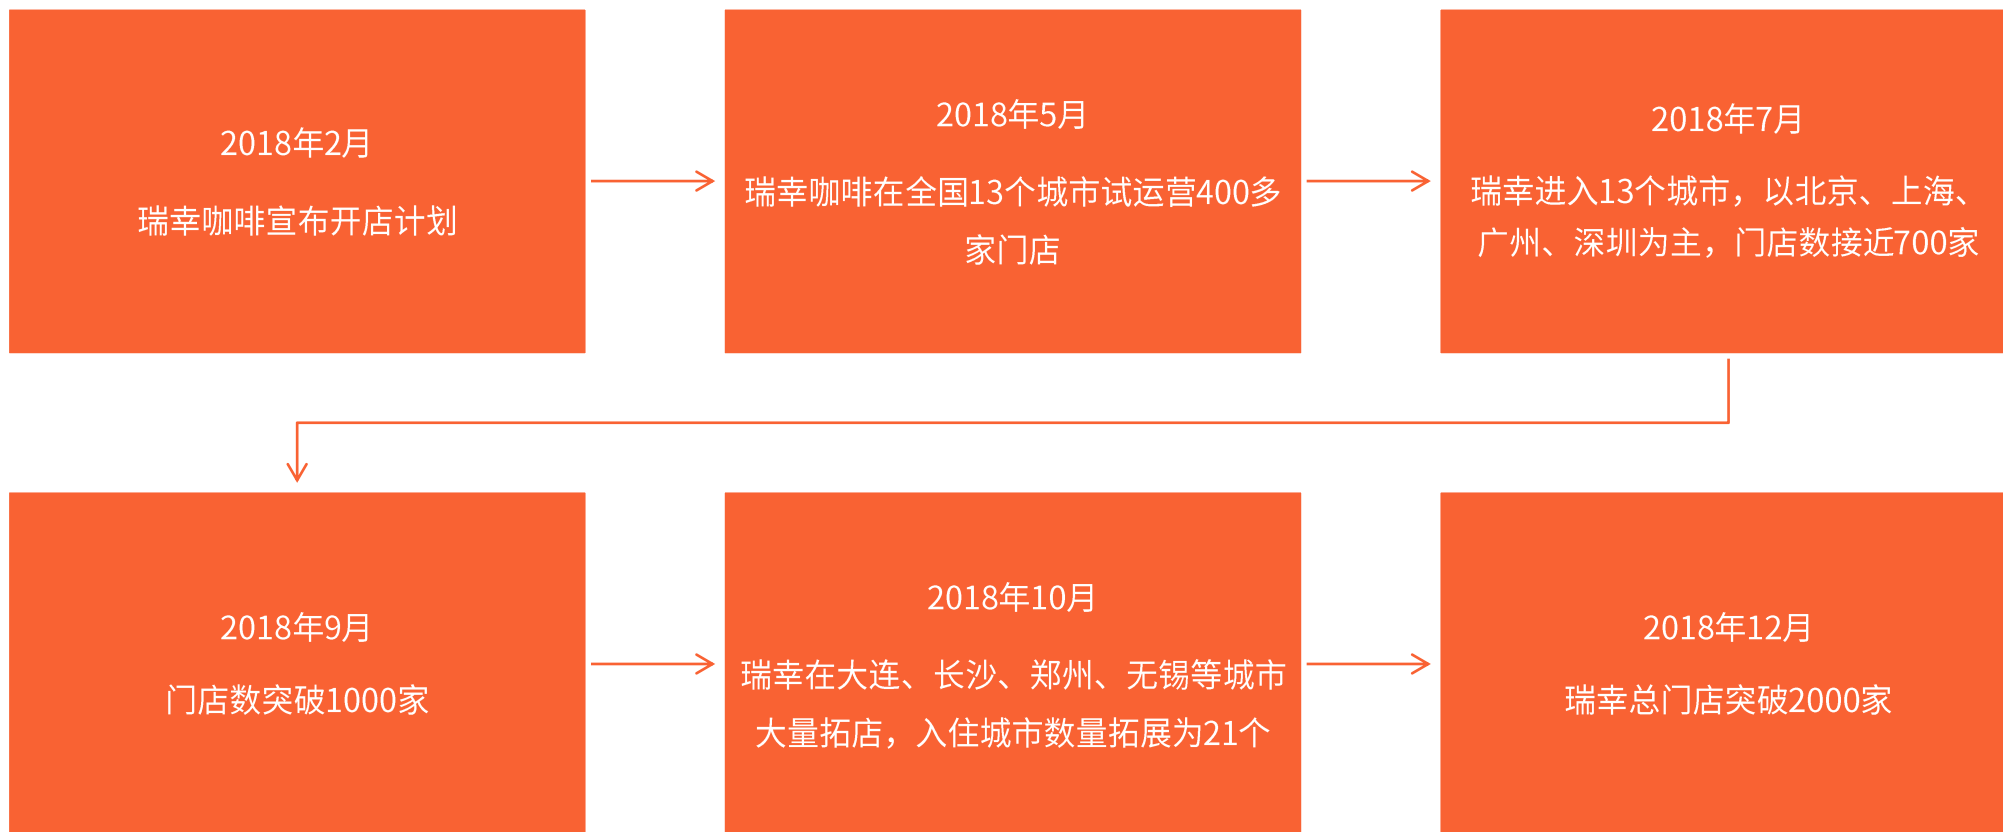 2018年2月
瑞幸咖啡宣布开店计划
2018年5月
瑞幸咖啡在全国13个城市试运营400多
家门店
2018年7月
瑞幸进入13个城市，以北京、上海、
广州、深圳为主，门店数接近700家
2018年9月
门店数突破1000家
2018年10月
瑞幸在大连、长沙、郑州、无锡等城市
大量拓店，入住城市数量拓展为21个
2018年12月
瑞幸总门店突破2000家